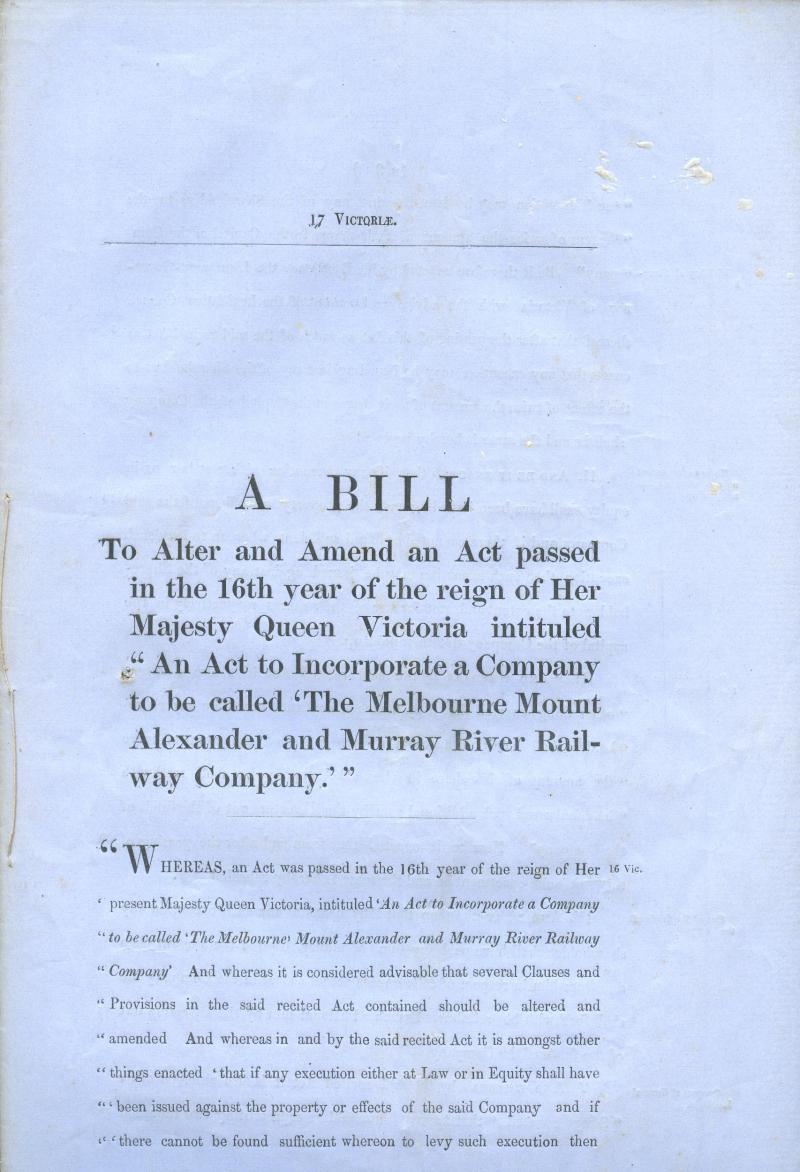 17 VICTORIÆ.
A BILL
To Alter and Amend an Act passed
in the 16th year of the reign of Her
Majesty Queen Victoria intituled
“ An Act to Incorporate a Company
to be called ‘The Melbourne Mount
Alexander and Murray River Rail-
way Company.’ ”
“ WHEREAS, an Act was passed in the 16th year of the reign of Her 16 Vic.
‘ present Majesty Queen Victoria, intituled ‘An Act to Incorporate a Company
“ to be called ‘The Melbourne’ Mount Alexander and Murray River Railway
“ Company’ And whereas it is considered advisable that several Clauses and
“ Provisions in the said recited Act contained should be altered and
“ amended And whereas in and by the said recited Act it is amongst other
“ things enacted ‘that if any execution either at Law or in Equity shall have
“ ‘ been issued against the property or effects of the said Company and if
“ ‘there cannot be found sufficient whereon to levy such execution then